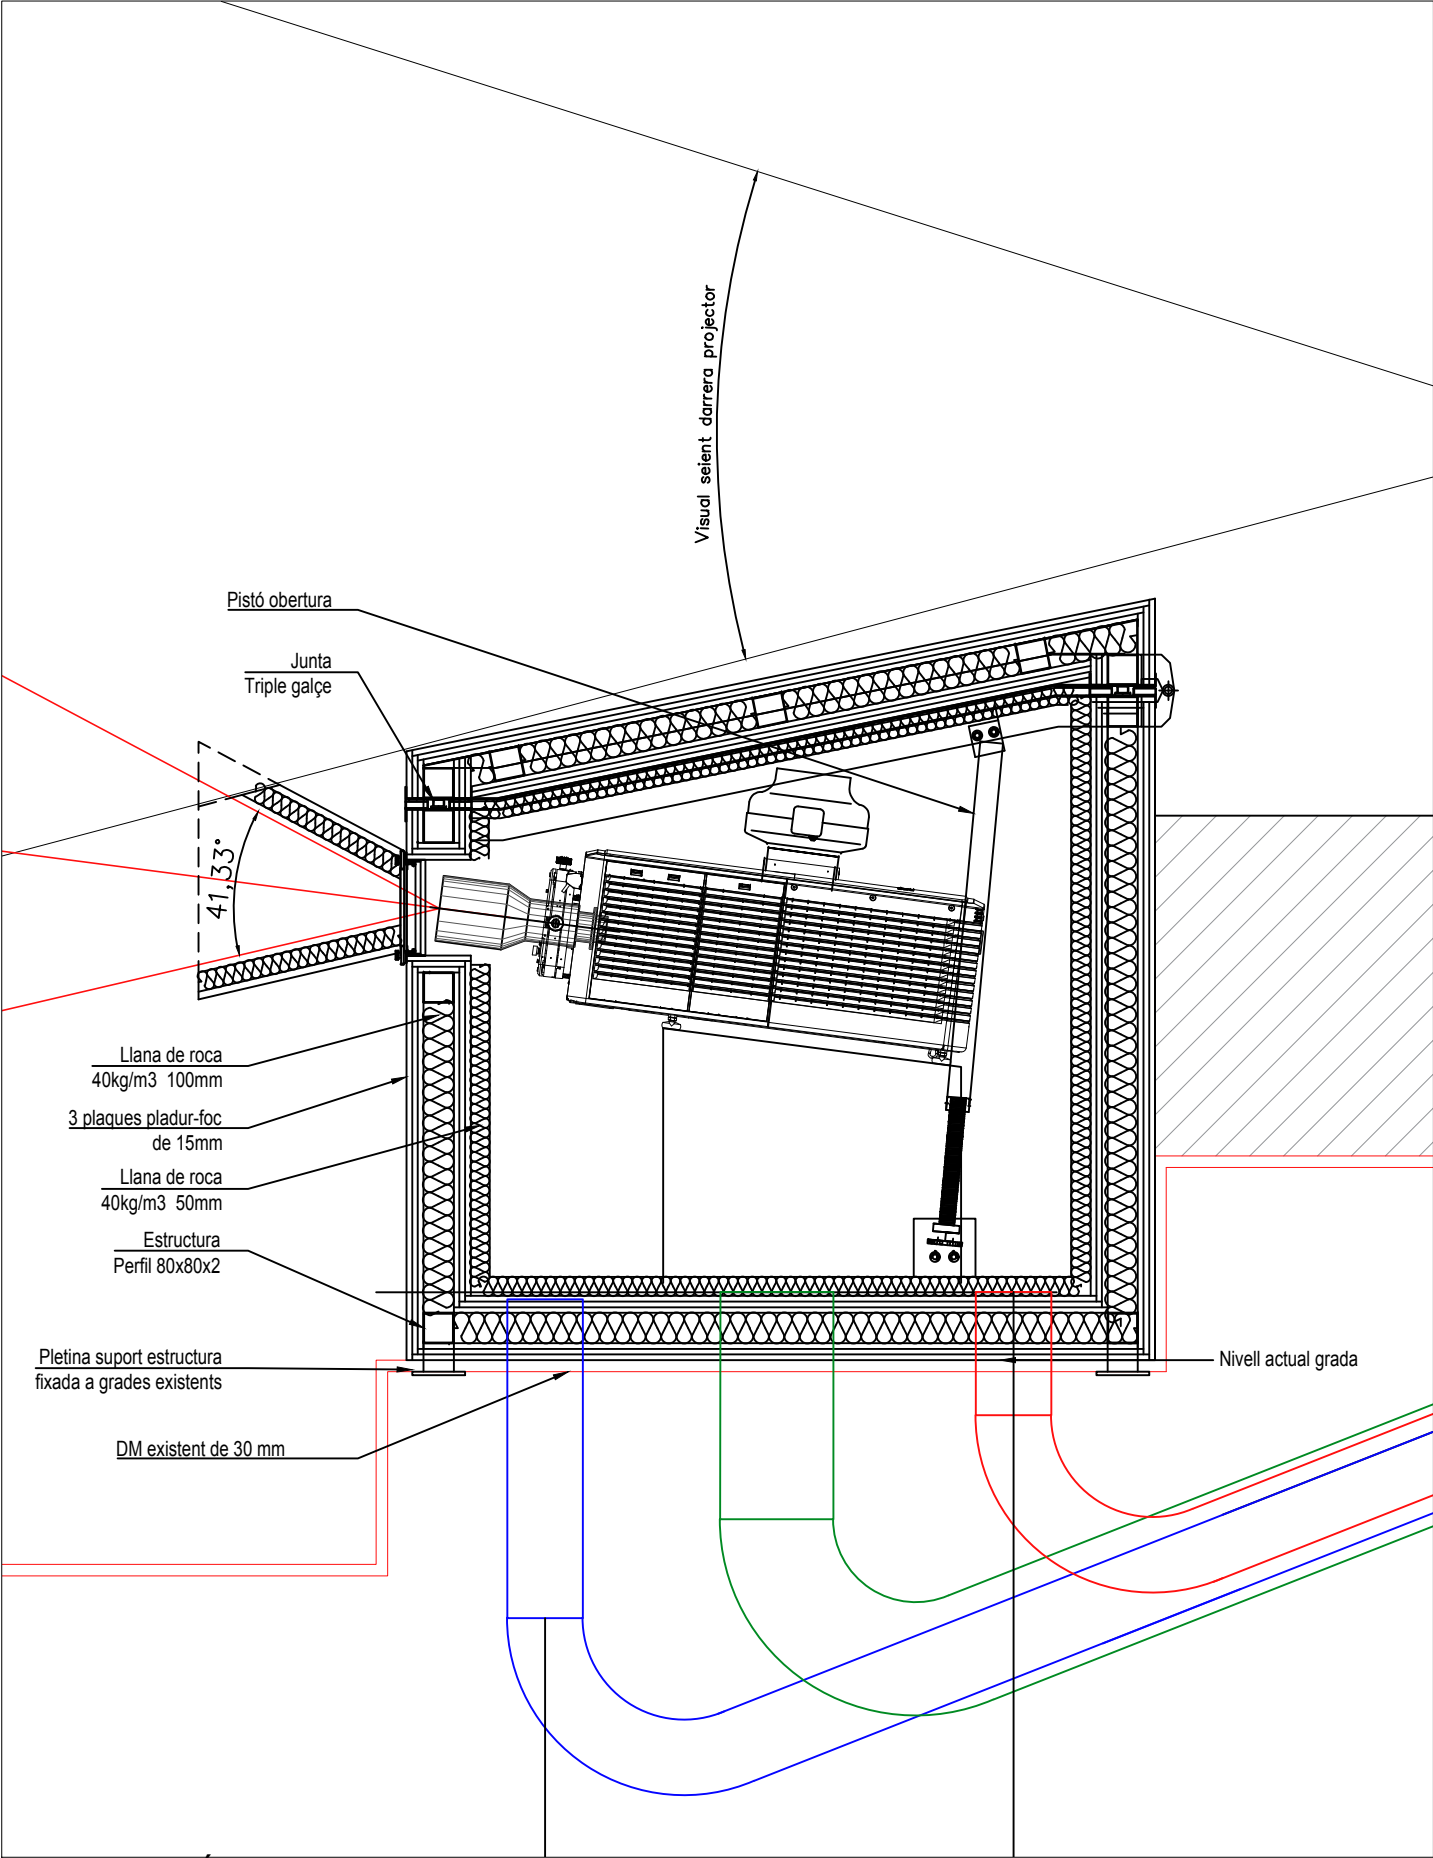 Visual seient darrera projector
Pistó obertura
Junta
Triple galçe
41,33°
Llana de roca
40kg/m3 100mm
3 plaques pladur-foc
de 15mm
Llana de roca
40kg/m3 50mm
Estructura
Perfil 80x80x2
Pletina suport estructura
fixada a grades existents
Nivell actual grada
DM existent de 30 mm